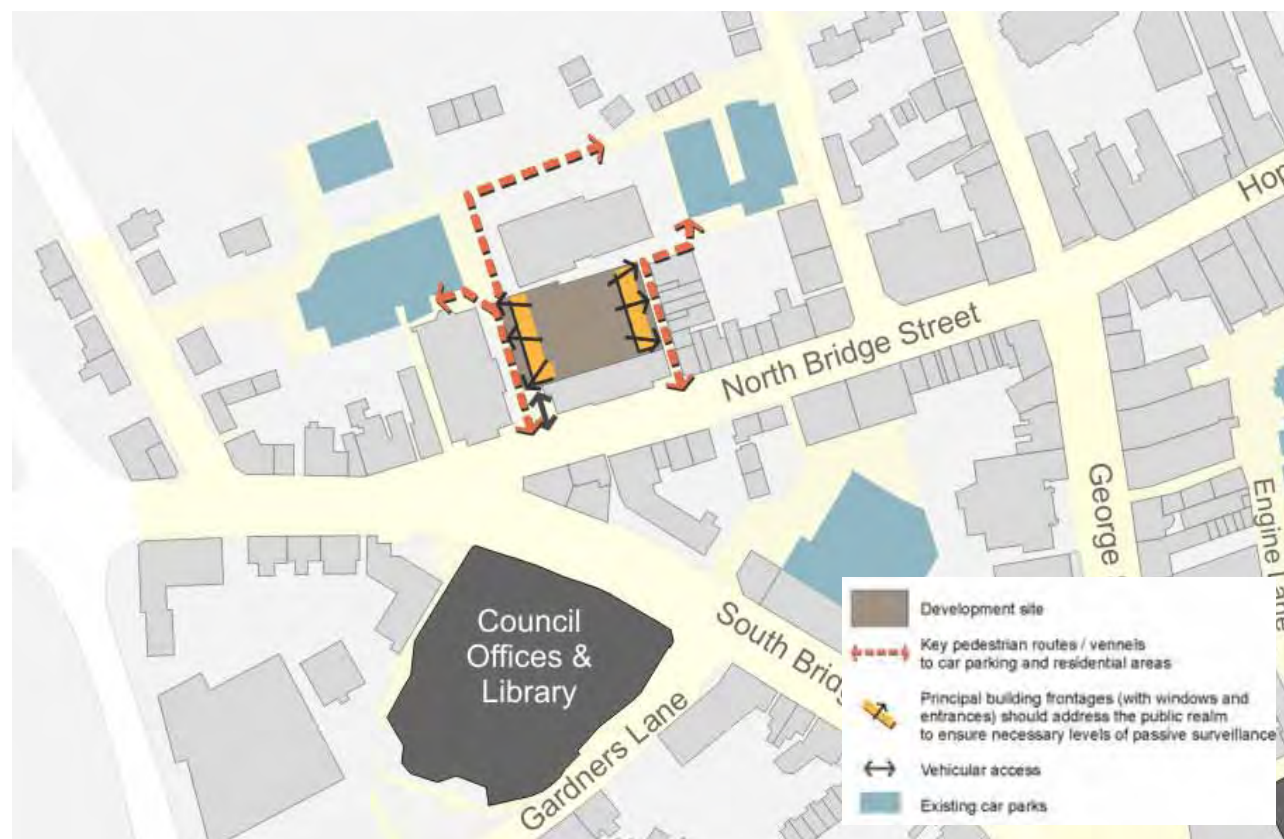 North Bridge Street
George
Engine Lane
Council
Offices &
Library
South Bridg
Gardners Lane
Development site
Key pedestrian routes / vennels
to car parking and residential areas
Principal building frontages (with windows and
entrances) should address the public realm
to ensure necessary levels of passive surveillance
Vehicular access
Existing car parks